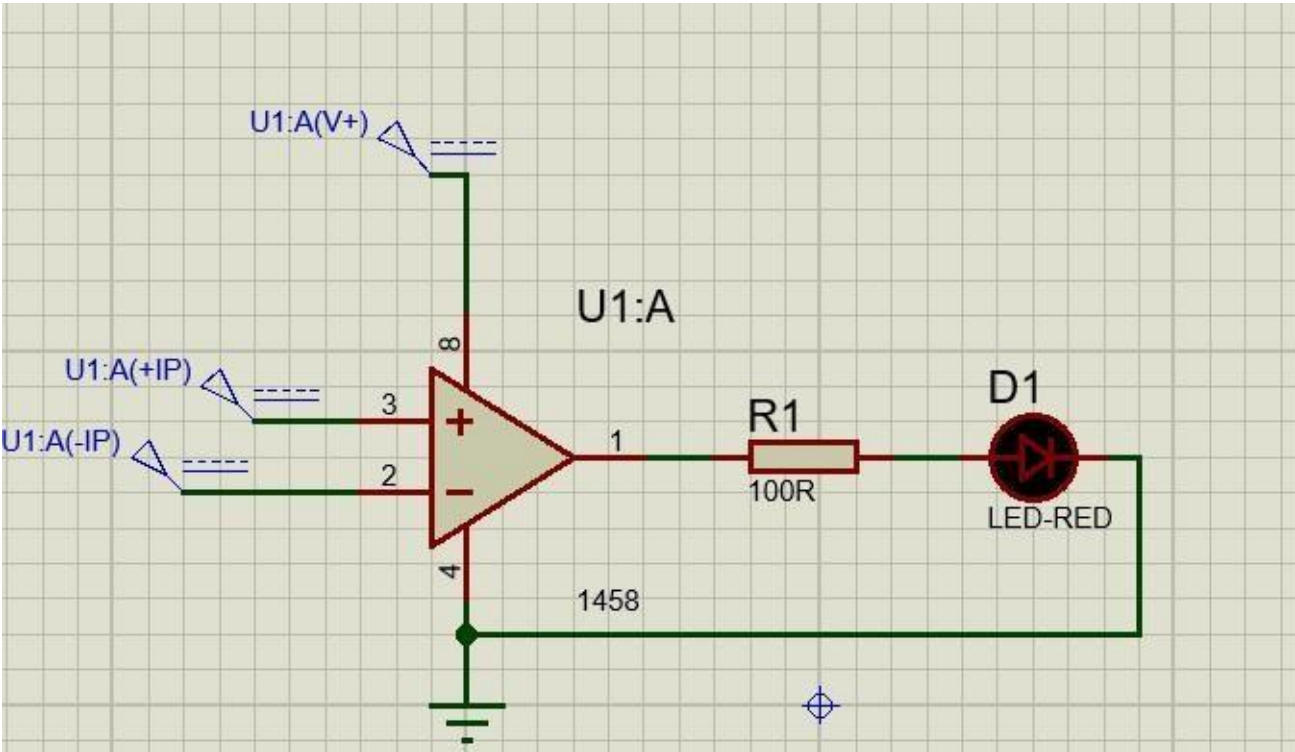 U1:A(V+)
U1:A
8
U1:A(+IP)
3
U1:A(-IP)
2
1
R1
100R
D1
LED-RED
4
1458